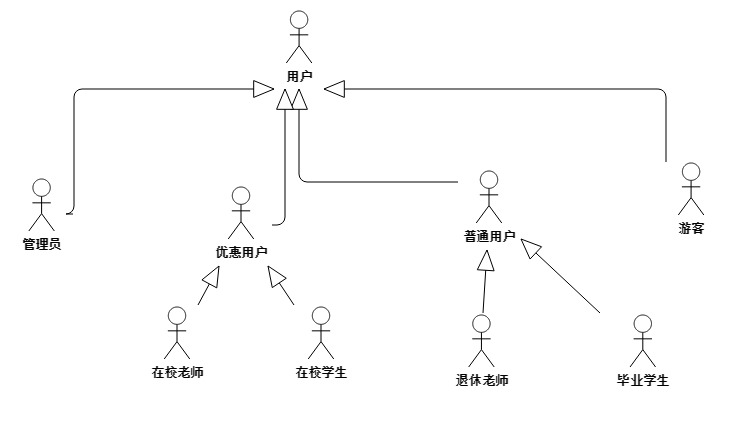 用户
管理员
优惠用户
普通用户
游客
在校老师
在校学生
退休老师
毕业学生